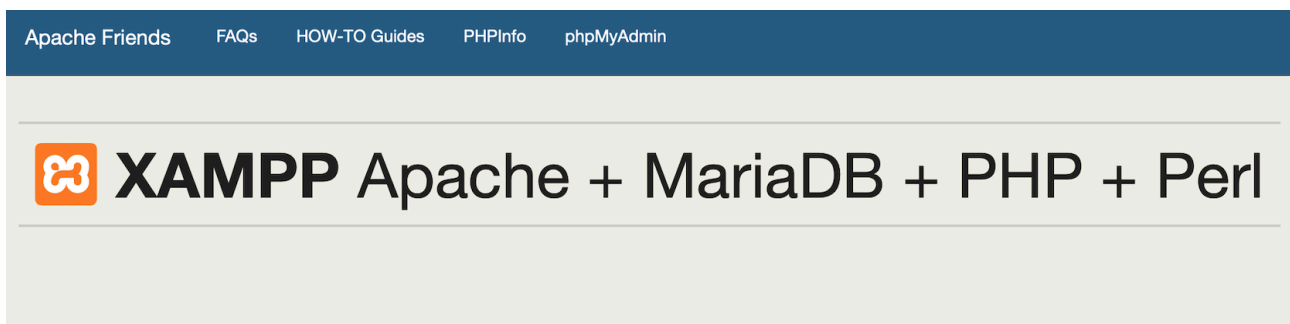 Apache Friends FAQs HOW-TO Guides PHPInfo phpMyAdmin
XAMPP Apache + MariaDB + PHP + Perl